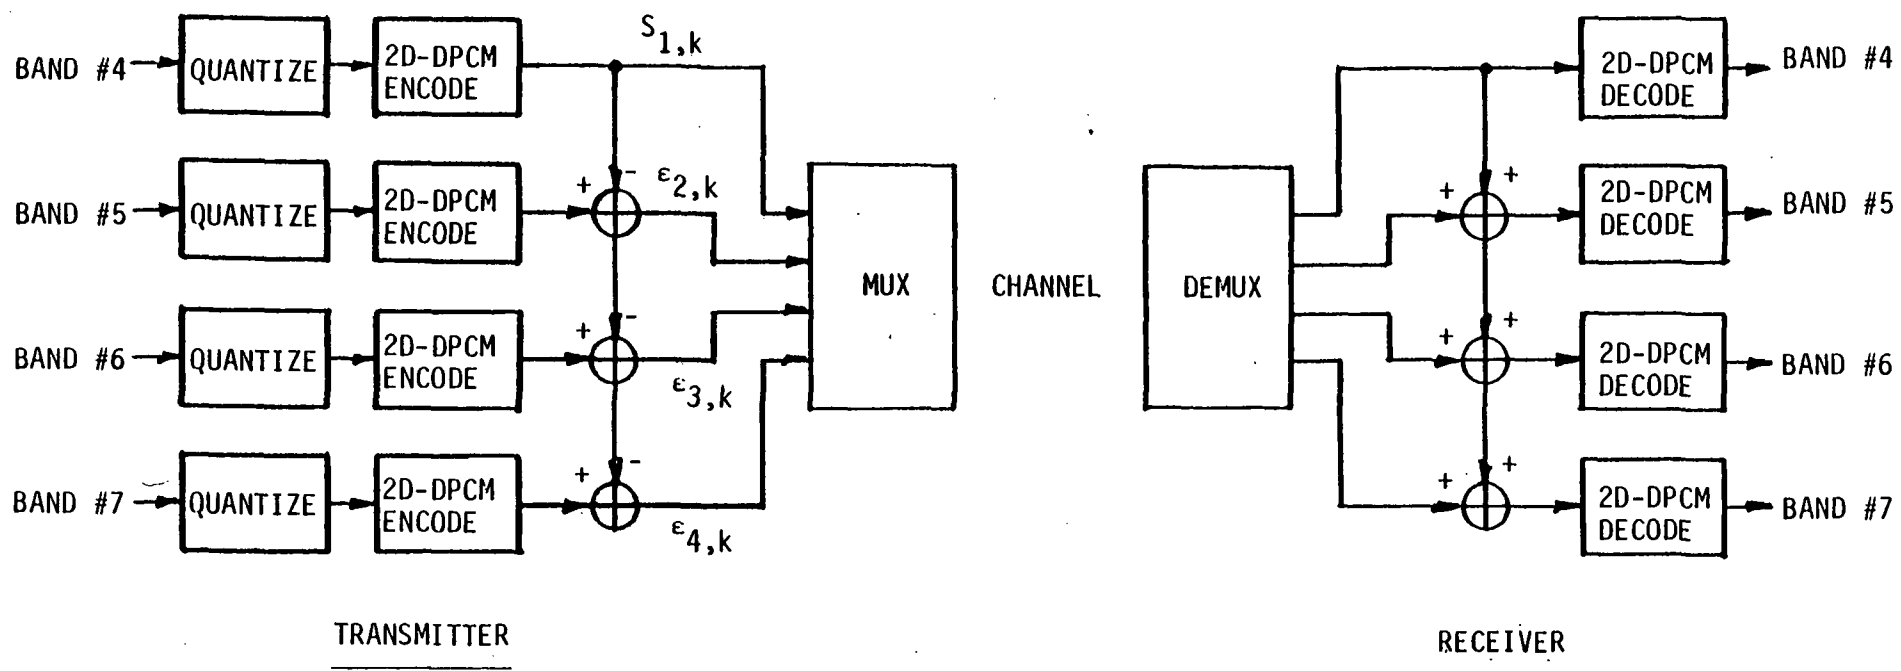 S1,k
BAND #4
QUANTIZE
2D-DPCM
ENCODE
2D-DPCM
DECODE
BAND #4
-
+
ε2,k
+
+
BAND #5
QUANTIZE
2D-DPCM
ENCODE
2D-DPCM
DECODE
BAND #5
MUX
CHANNEL
DEMUX
-
+
+
+
BAND #6
QUANTIZE
2D-DPCM
ENCODE
ε3,k
2D-DPCM
DECODE
BAND #6
-
+
+
+
BAND #7
QUANTIZE
2D-DPCM
ENCODE
ε4,k
2D-DPCM
DECODE
BAND #7
TRANSMITTER
RECEIVER